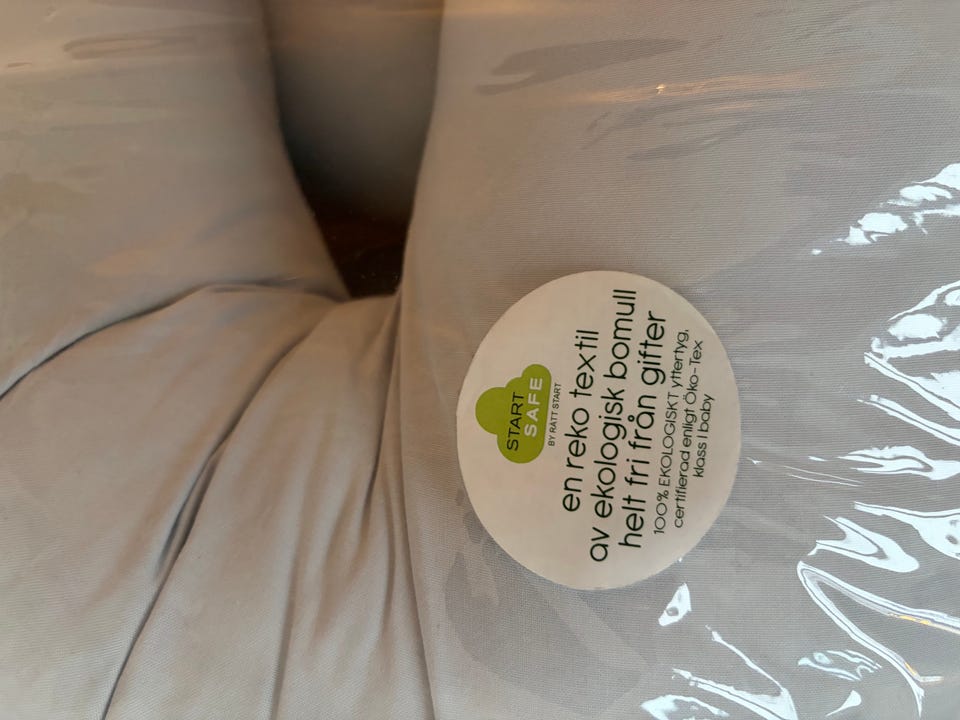 START
SAFE
BY RÄTT START
en reko textil
av ekologisk bomull
helt fri från gifter
100% EKOLOGISKT yttertyg,
certifierad enligt Öko-Tex
klass I baby